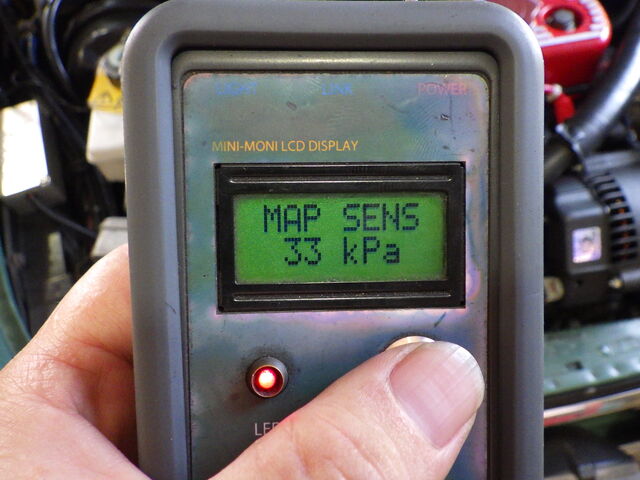 LINK
POWER
MINI-MONI LCD DISPLAY
MAP SENS
33 kPa